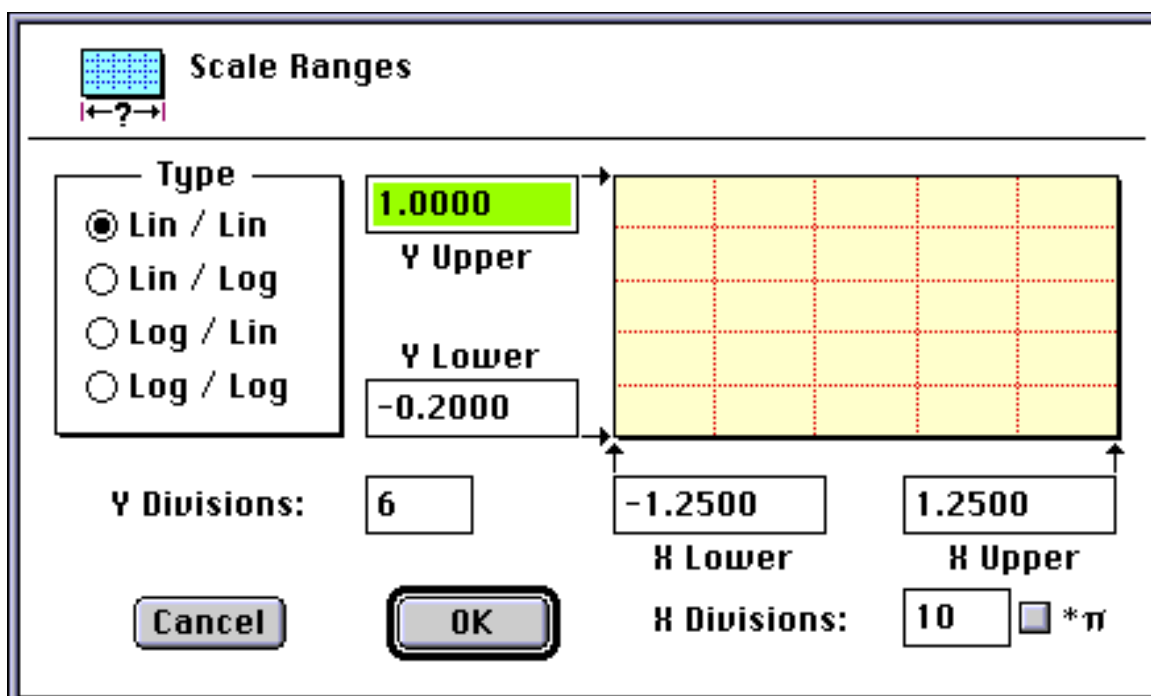 Scale Ranges
?
Type
Lin / Lin
Lin / Log
Log / Lin
Log / Log
1.0000
Y Upper
Y Lower
-0.2000
Y Divisions: 6
-1.2500
X Lower
1.2500
X Upper
X Divisions: 10 *π
Cancel
OK